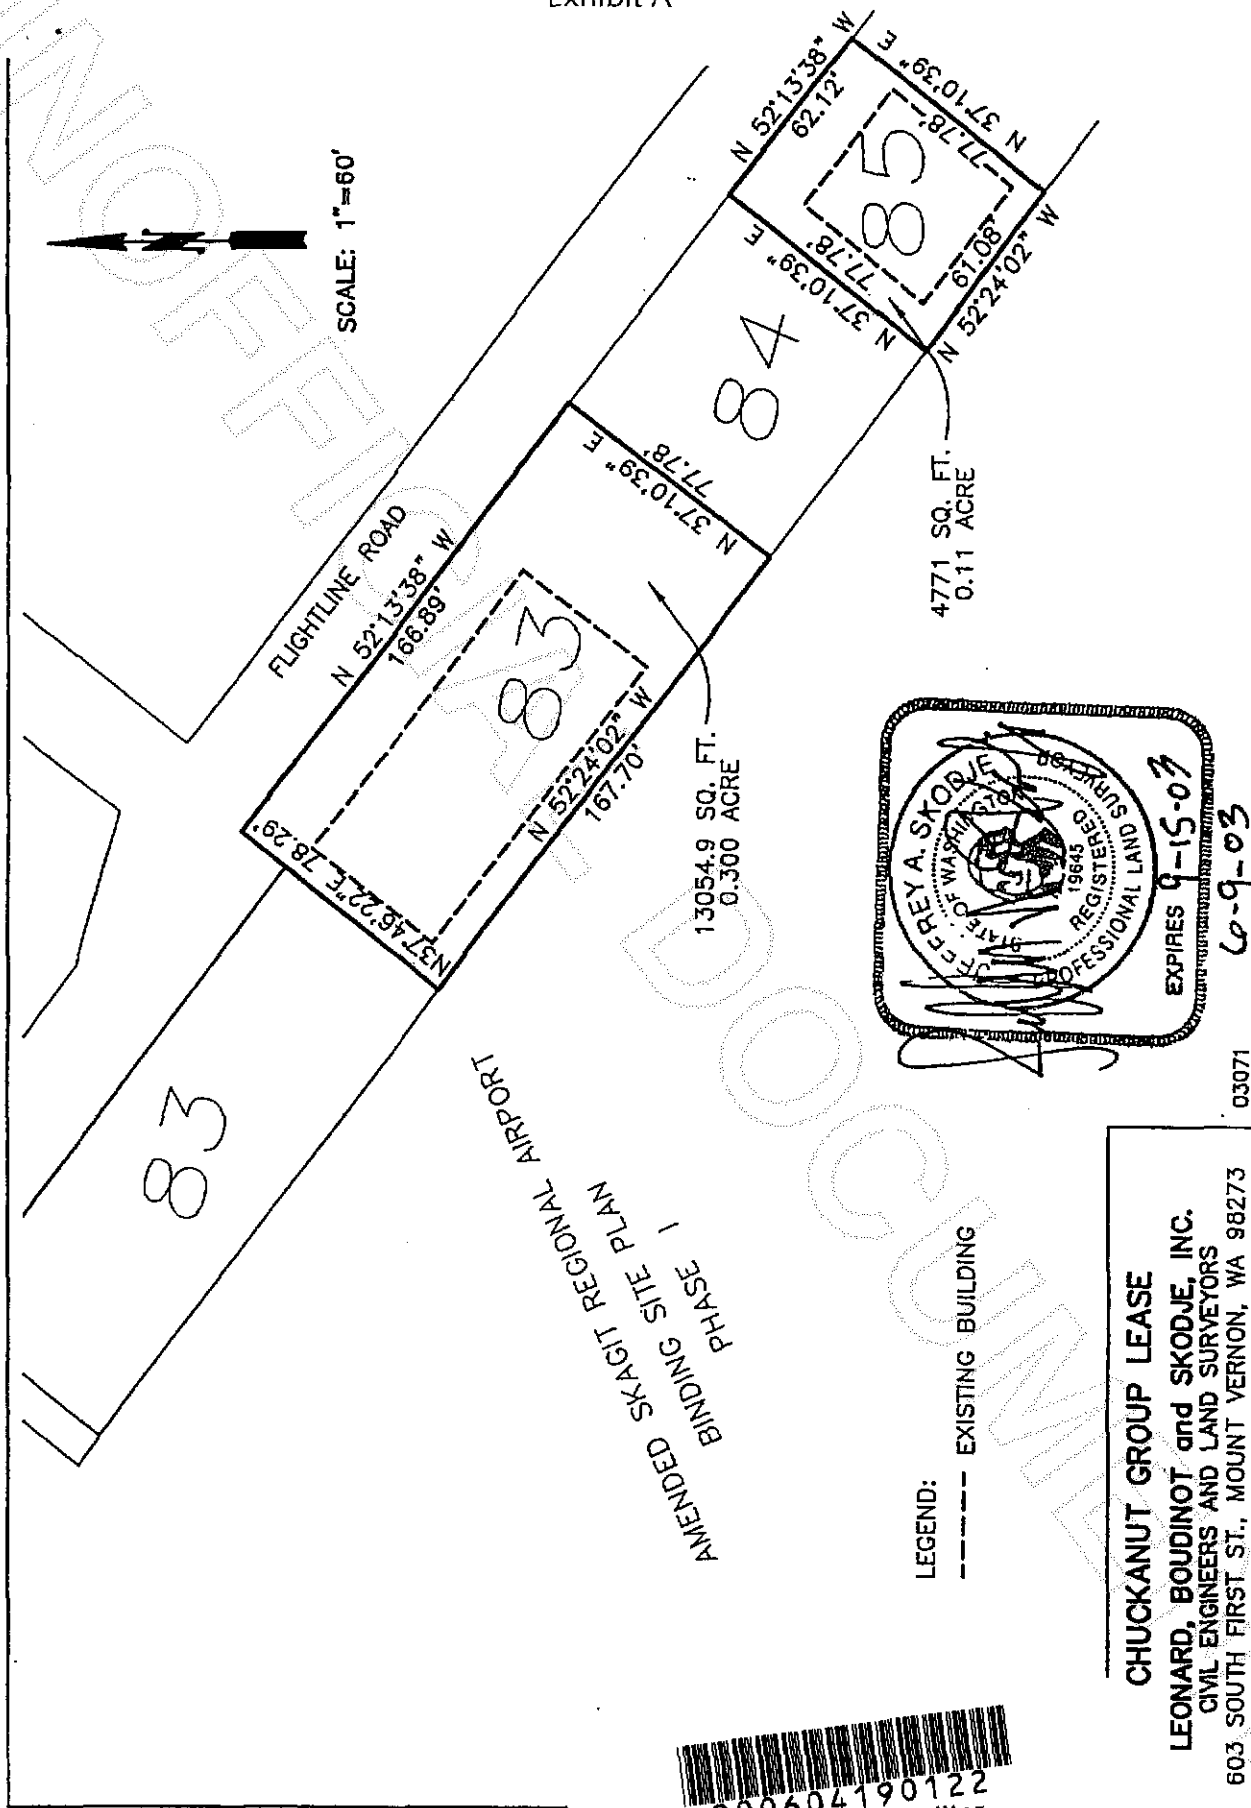 Exhibit A
SCALE: 1"=60'
FLIGHTLINE ROAD
N 52°13'38" W
166.89'
N 52°13'38" W
62.12'
83
N37°46'22"E 78.29'
83
N 52°24'02" W
167.70'
N 37°10'39" E
77.78'
84
N 37°10'39" E
77.78'
85
N 37°10'39" E
77.78'
61.08'
N 52°24'02" W
13054.9 SQ. FT.
0.300 ACRE
4771 SQ. FT.
0.11 ACRE
AMENDED SKAGIT REGIONAL AIRPORT
BINDING SITE PLAN
PHASE 1
LEGEND:
EXISTING BUILDING
JEFFREY A. SKODJE
STATE OF WASHINGTON
19645
REGISTERED
PROFESSIONAL LAND SURVEYOR
EXPIRES 9-15-03
6-9-03
CHUCKANUT GROUP LEASE
LEONARD, BOUDINOT and SKODJE, INC.
CIVIL ENGINEERS AND LAND SURVEYORS
603 SOUTH FIRST ST., MOUNT VERNON, WA 98273
03071
UNOFFICIAL DOCUMENT